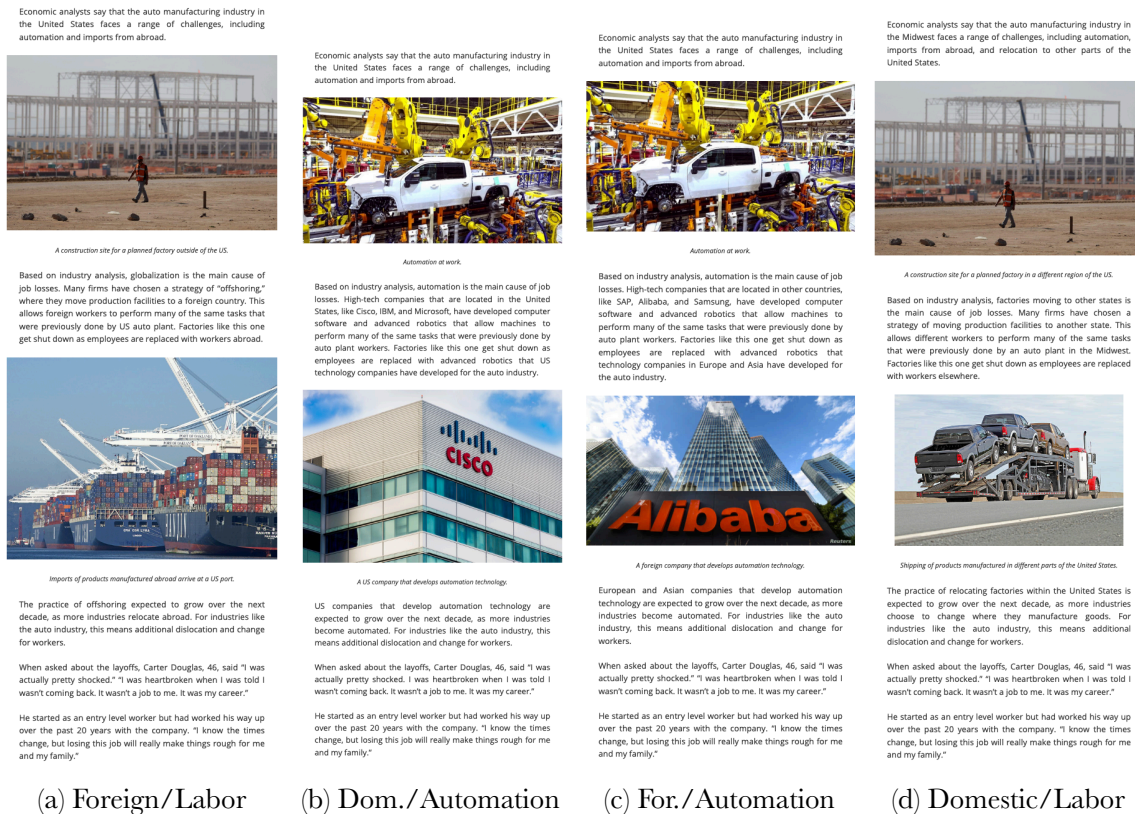 Economic analysts say that the auto manufacturing industry in
the United States faces a range of challenges, including
automation and imports from abroad.
A construction site for a planned factory outside of the US.
Based on industry analysis, globalization is the main cause of
job losses. Many firms have chosen a strategy of "offshoring,"
where they move production facilities to a foreign country. This
allows foreign workers to perform many of the same tasks that
were previously done by US auto plant. Factories like this one
get shut down as employees are replaced with workers abroad.
Imports of products manufactured abroad arrive at a US port.
The practice of offshoring expected to grow over the next
decade, as more industries relocate abroad. For industries like
the auto industry, this means additional dislocation and change
for workers.
When asked about the layoffs, Carter Douglas, 46, said "I was
actually pretty shocked." "I was heartbroken when I was told I
wasn't coming back. It wasn't a job to me. It was my career."
He started as an entry level worker but had worked his way up
over the past 20 years with the company. "I know the times
change, but losing this job will really make things rough for me
and my family."
(a) Foreign/Labor
Economic analysts say that the auto manufacturing industry in
the United States faces a range of challenges, including
automation and imports from abroad.
Automation at work.
Based on industry analysis, automation is the main cause of job
losses. High-tech companies that are located in the United
States, like Cisco, IBM, and Microsoft, have developed computer
software and advanced robotics that allow machines to
perform many of the same tasks that were previously done by
auto plant workers. Factories like this one get shut down as
employees are replaced with advanced robotics that US
technology companies have developed for the auto industry.
CISCO
A US company that develops automation technology.
US companies that develop automation technology are
expected to grow over the next decade, as more industries
become automated. For industries like the auto industry, this
means additional dislocation and change for workers.
When asked about the layoffs, Carter Douglas, 46, said "I was
actually pretty shocked. I was heartbroken when I was told I
wasn't coming back. It wasn't a job to me. It was my career."
He started as an entry level worker but had worked his way up
over the past 20 years with the company. "I know the times
change, but losing this job will really make things rough for me
and my family."
(b) Dom./Automation
Economic analysts say that the auto manufacturing industry in
the United States faces a range of challenges, including
automation and imports from abroad.
Automation at work.
Based on industry analysis, automation is the main cause of job
losses. High-tech companies that are located in other countries,
like SAP, Alibaba, and Samsung, have developed computer
software and advanced robotics that allow machines to
perform many of the same tasks that were previously done by
auto plant workers. Factories like this one get shut down as
employees are replaced with advanced robotics that
technology companies in Europe and Asia have developed for
the auto industry.
Alibaba
Reuters
A foreign company that develops automation technology.
European and Asian companies that develop automation
technology are expected to grow over the next decade, as more
industries become automated. For industries like the auto
industry, this means additional dislocation and change for
workers.
When asked about the layoffs, Carter Douglas, 46, said "I was
actually pretty shocked." "I was heartbroken when I was told I
wasn't coming back. It wasn't a job to me. It was my career."
He started as an entry level worker but had worked his way up
over the past 20 years with the company. "I know the times
change, but losing this job will really make things rough for me
and my family."
(c) For./Automation
Economic analysts say that the auto manufacturing industry in
the Midwest faces a range of challenges, including automation,
imports from abroad, and relocation to other parts of the
United States.
A construction site for a planned factory in a different region of the US.
Based on industry analysis, factories moving to other states is
the main cause of job losses. Many firms have chosen a
strategy of moving production facilities to another state. This
allows different workers to perform many of the same tasks
that were previously done by an auto plant in the Midwest.
Factories like this one get shut down as employees are replaced
with workers elsewhere.
Shipping of products manufactured in different parts of the United States.
The practice of relocating factories within the United States is
expected to grow over the next decade, as more industries
choose to change where they manufacture goods. For
industries like the auto industry, this means additional
dislocation and change for workers.
When asked about the layoffs, Carter Douglas, 46, said "I was
actually pretty shocked." "I was heartbroken when I was told I
wasn't coming back. It wasn't a job to me. It was my career."
He started as an entry level worker but had worked his way up
over the past 20 years with the company. "I know the times
change, but losing this job will really make things rough for me
and my family."
(d) Domestic/Labor